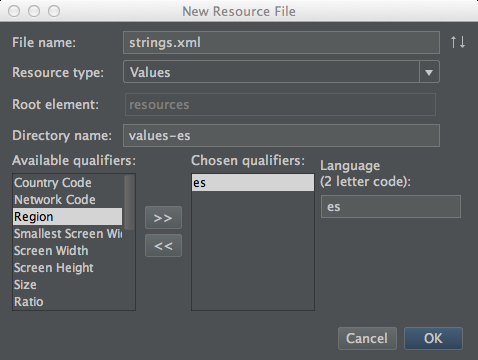 New Resource File
File name: strings.xml
Resource type: Values
Root element: resources
Directory name: values-es
Available qualifiers: Chosen qualifiers: Language
(2 letter code):
Country Code es
Network Code
Region >> es
Smallest Screen Wi
Screen Width <<
Screen Height
Size
Ratio
Cancel OK